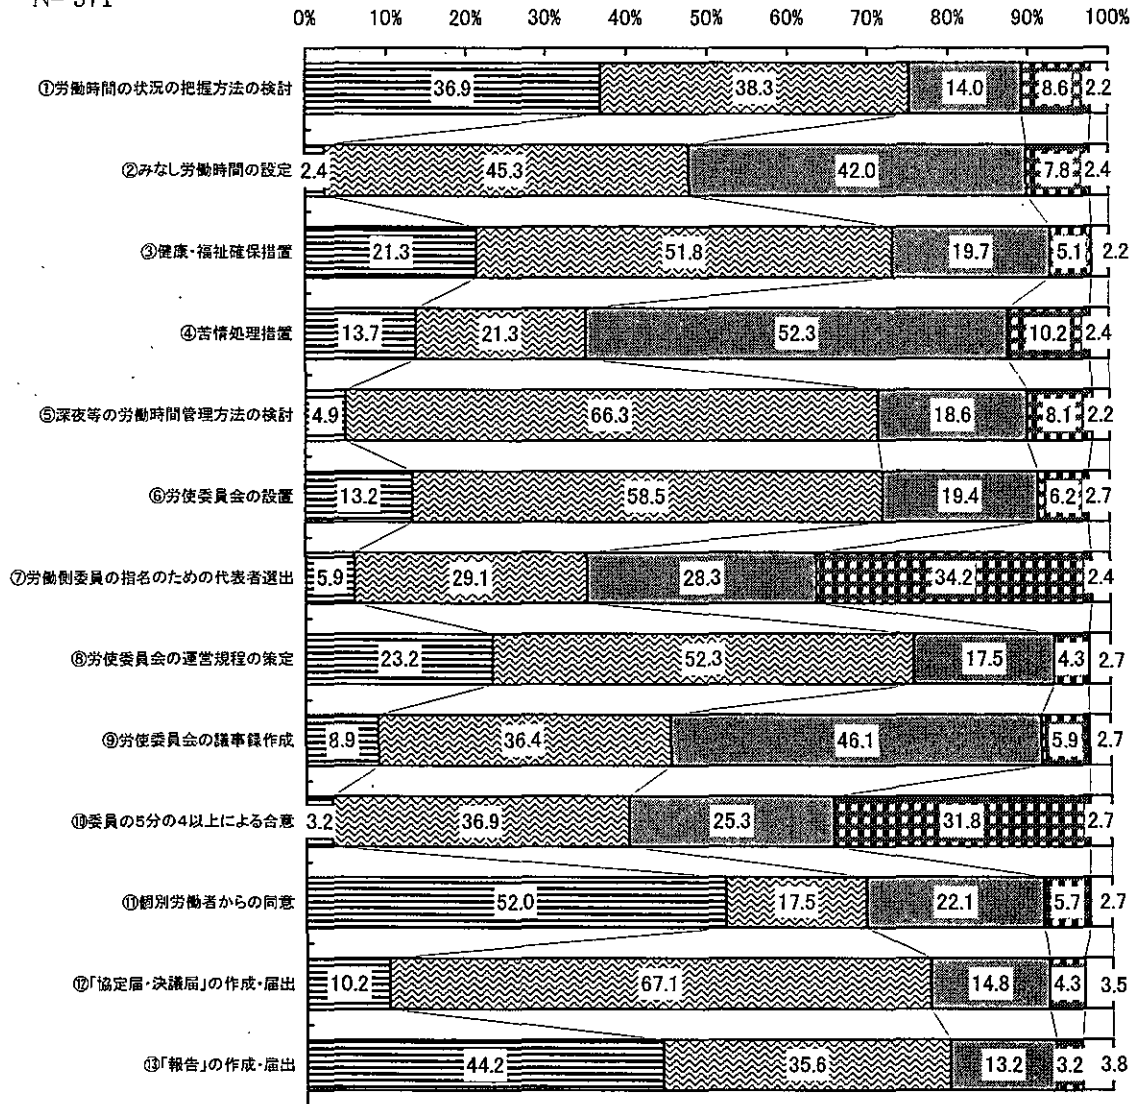 N= 371
0% 10% 20% 30% 40% 50% 60% 70% 80% 90% 100%
①労働時間の状況の把握方法の検討 36.9 38.3 14.0 8.6 2.2
②みなし労働時間の設定 2.4 45.3 42.0 7.8 2.4
③健康・福祉確保措置 21.3 51.8 19.7 5.1 2.2
④苦情処理措置 13.7 21.3 52.3 10.2 2.4
⑤深夜等の労働時間管理方法の検討 4.9 66.3 18.6 8.1 2.2
⑥労使委員会の設置 13.2 58.5 19.4 6.2 2.7
⑦労働側委員の指名のための代表者選出 5.9 29.1 28.3 34.2 2.4
⑧労使委員会の運営規程の策定 23.2 52.3 17.5 4.3 2.7
⑨労使委員会の議事録作成 8.9 36.4 46.1 5.9 2.7
⑩委員の5分の4以上による合意 3.2 36.9 25.3 31.8 2.7
⑪個別労働者からの同意 52.0 17.5 22.1 5.7 2.7
⑫「協定届・決議届」の作成・届出 10.2 67.1 14.8 4.3 3.5
⑬「報告」の作成・届出 44.2 35.6 13.2 3.2 3.8